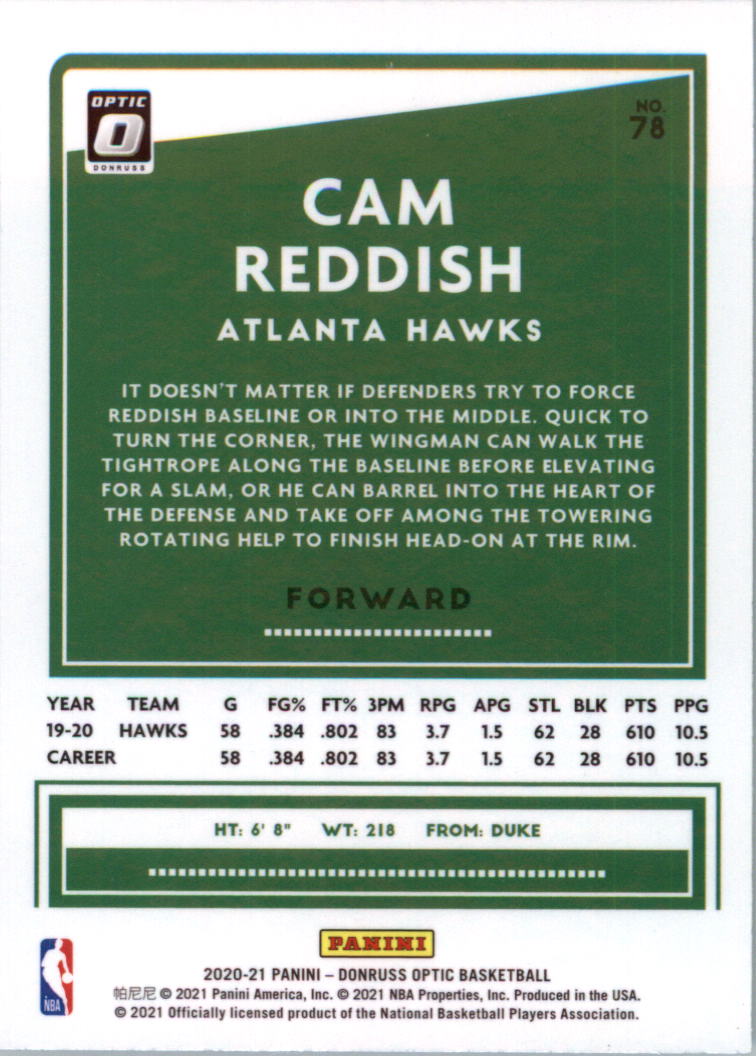 OPTIC
O
DONRUSS
NO.
78
CAM
REDDISH
ATLANTA HAWKS
IT DOESN'T MATTER IF DEFENDERS TRY TO FORCE
REDDISH BASELINE OR INTO THE MIDDLE. QUICK TO
TURN THE CORNER, THE WINGMAN CAN WALK THE
TIGHTROPE ALONG THE BASELINE BEFORE ELEVATING
FOR A SLAM, OR HE CAN BARREL INTO THE HEART OF
THE DEFENSE AND TAKE OFF AMONG THE TOWERING
ROTATING HELP TO FINISH HEAD-ON AT THE RIM.
FORWARD
YEAR TEAM G FG% FT% 3PM RPG APG STL BLK PTS PPG
19-20 HAWKS 58 .384 .802 83 3.7 1.5 62 28 610 10.5
CAREER 58 .384 .802 83 3.7 1.5 62 28 610 10.5
HT: 6' 8" WT: 218 FROM: DUKE
PANINI
NBA
2020-21 PANINI – DONRUSS OPTIC BASKETBALL
帕尼尼 © 2021 Panini America, Inc. © 2021 NBA Properties, Inc. Produced in the USA.
© 2021 Officially licensed product of the National Basketball Players Association.